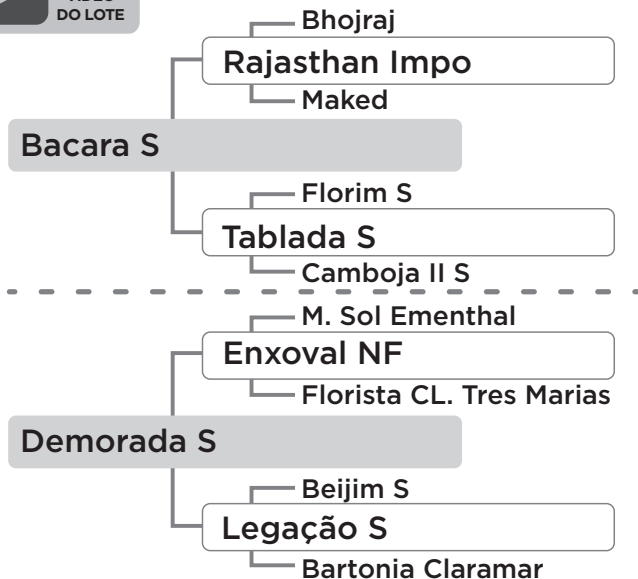 DO LOTE
Bhojraj
Rajasthan Impo
Maked
Bacara S
Florim S
Tablada S
Camboja II S
M. Sol Ementhal
Enxoval NF
Florista CL. Tres Marias
Demorada S
Beijim S
Legação S
Bartonia Claramar